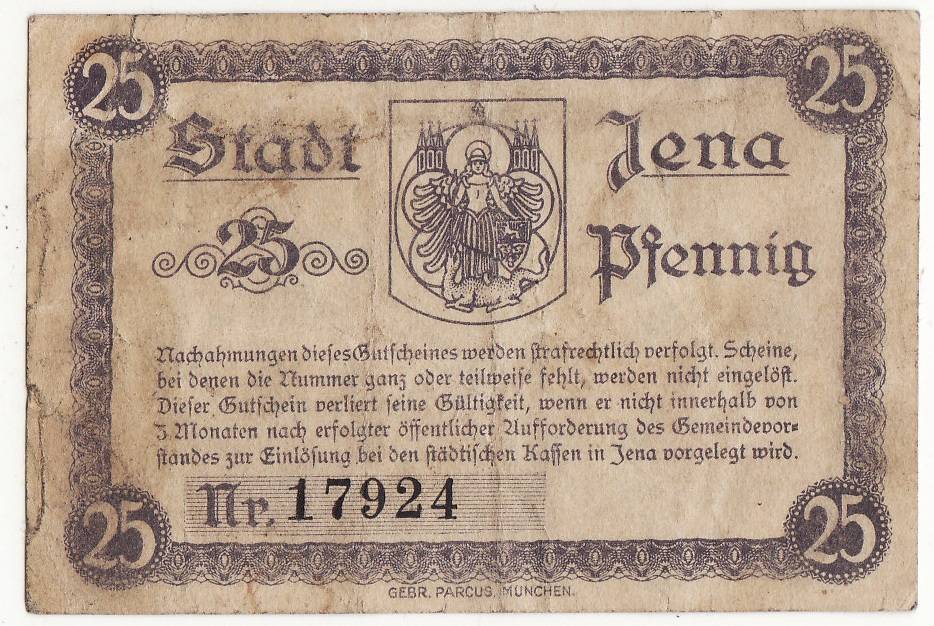 25 25
Stadt Jena
25 Pfennig
Nachahmungen dieses Gutscheines werden strafrechtlich verfolgt. Scheine,
bei denen die Nummer ganz oder teilweise fehlt, werden nicht eingelöst.
Dieser Gutschein verliert seine Gültigkeit, wenn er nicht innerhalb von
3 Monaten nach erfolgter öffentlicher Aufforderung des Gemeindevor=
standes zur Einlösung bei den städtischen Kassen in Jena vorgelegt wird.
Nr. 17924
25 25
GEBR. PARCUS, MÜNCHEN.